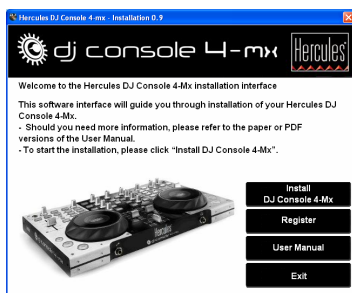 Hercules DJ Console 4-mx - Installation 0.9
dj console 4-mx
Hercules
Welcome to the Hercules DJ Console 4-Mx installation interface
This software interface will guide you through installation of your Hercules DJ
Console 4-Mx.
- Should you need more information, please refer to the paper or PDF
versions of the User Manual.
- To start the installation, please click "Install DJ Console 4-Mx".
Install
DJ Console 4-Mx
Register
User Manual
Exit
Hercules